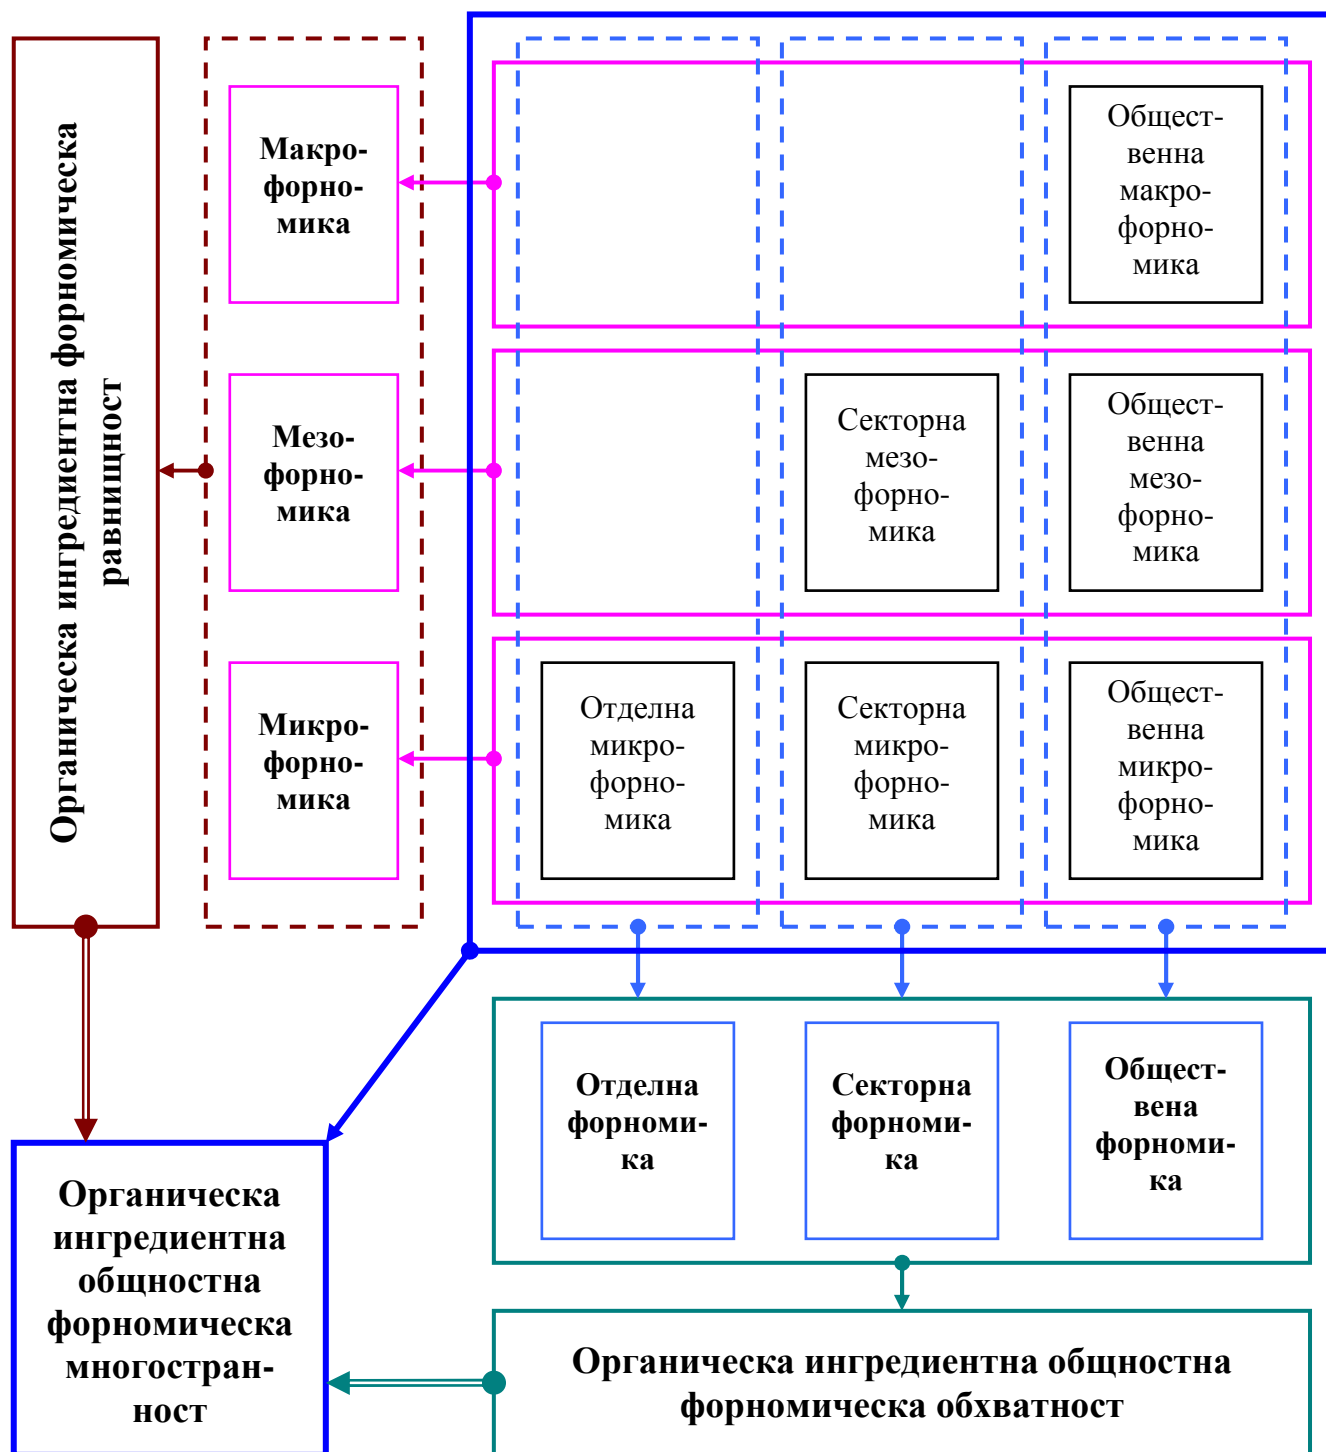 Органическа ингредиентна форномическа
равнищност
Макро-
форно-
мика
Общест-
венна
макро-
форно-
мика
Мезо-
форно-
мика
Секторна
мезо-
форно-
мика
Общест-
венна
мезо-
форно-
мика
Микро-
форно-
мика
Отделна
микро-
форно-
мика
Секторна
микро-
форно-
мика
Общест-
венна
микро-
форно-
мика
Отделна
форноми-
ка
Секторна
форноми-
ка
Общест-
вена
форноми-
ка
Органическа
ингредиентна
общностна
форномическа
многостран-
ност
Органическа ингредиентна общностна
форномическа обхватност